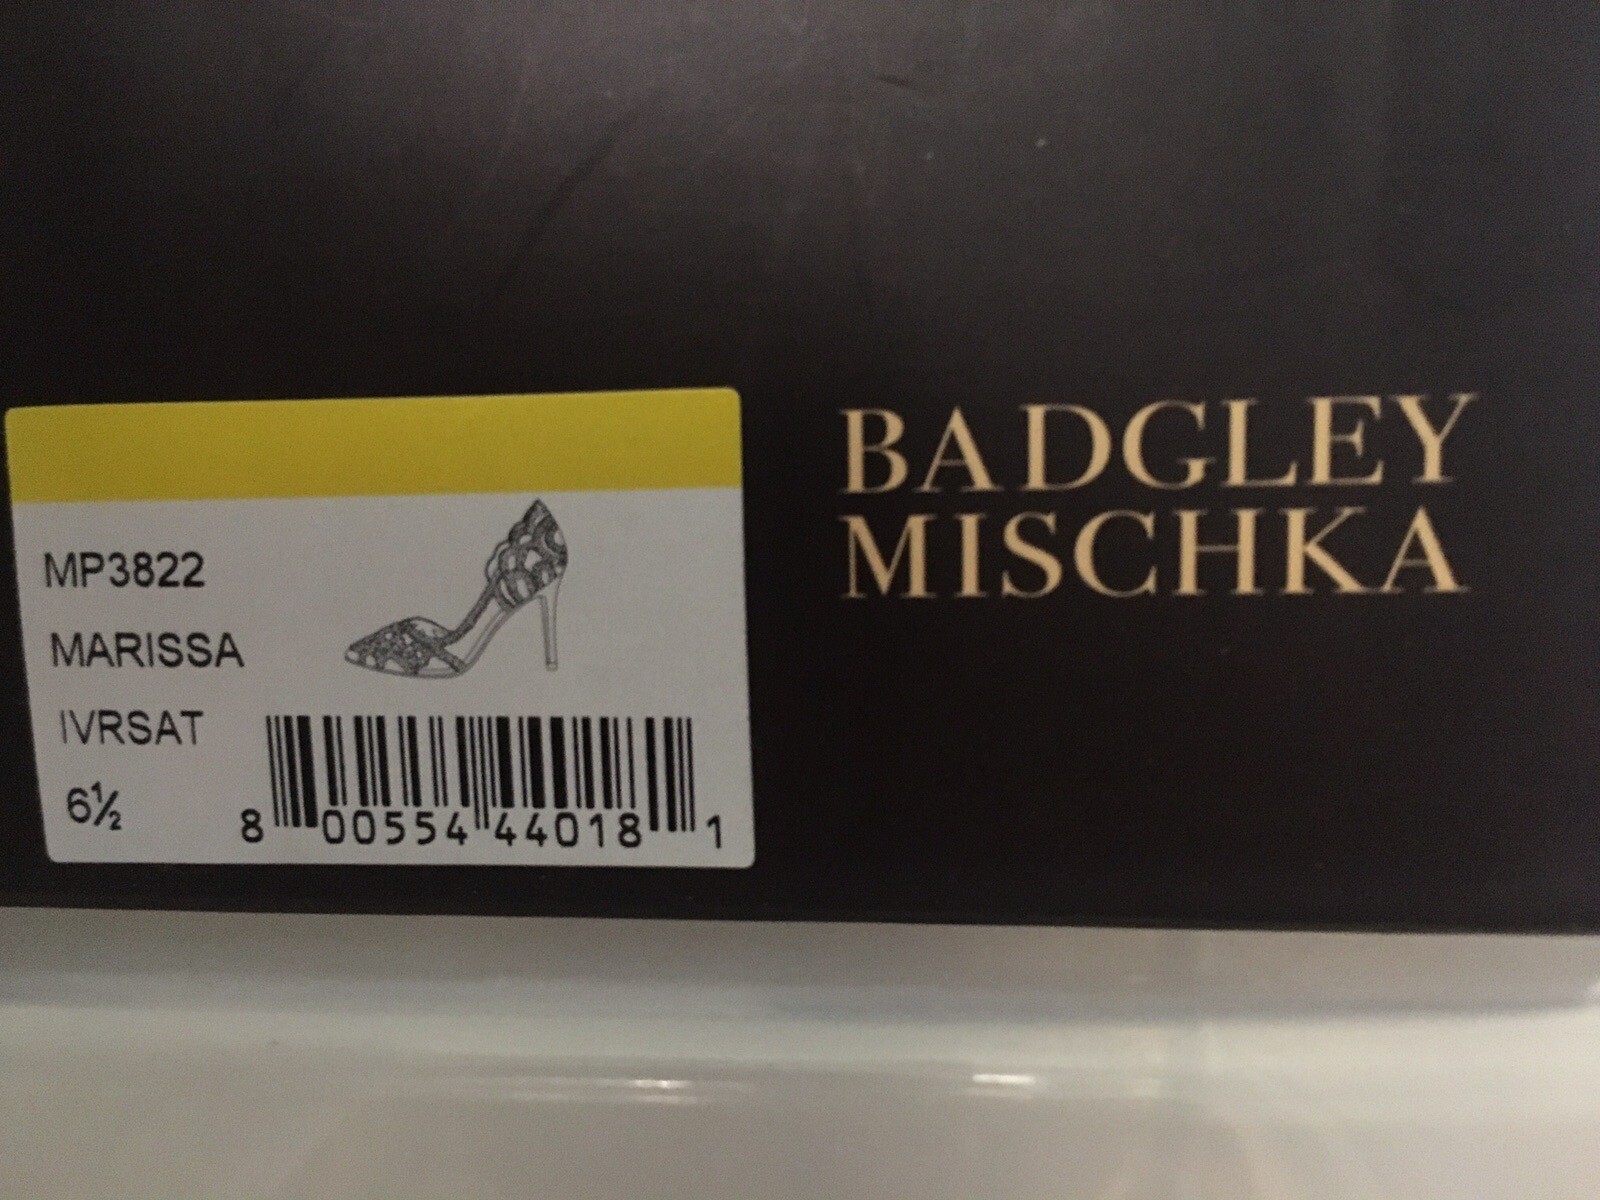 MP3822
MARISSA
IVRSAT
6½
8 00554 44018 1
BADGLEY
MISCHKA